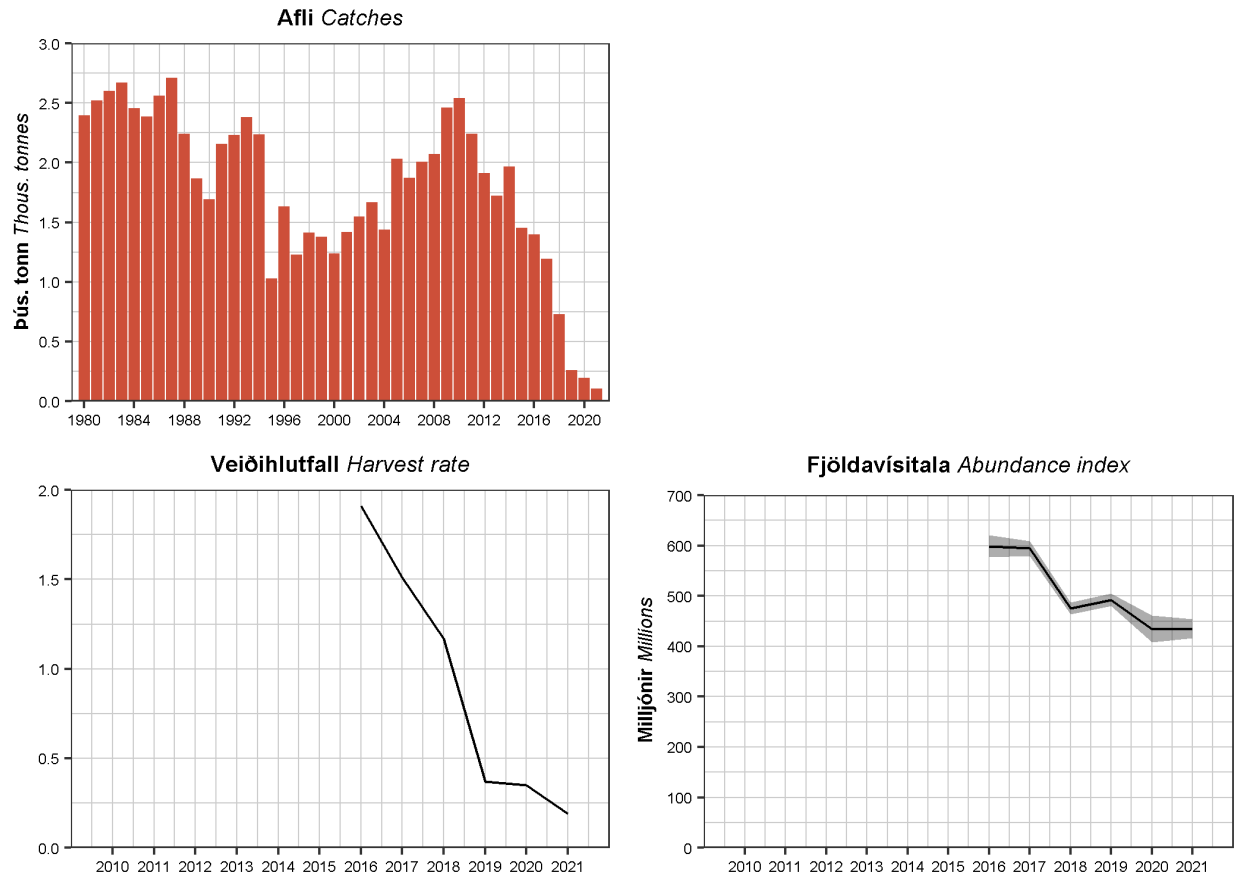 Afli Catches
Þús. tonn Thous. tonnes
3.0
2.5
2.0
1.5
1.0
0.5
0.0
1980 1984 1988 1992 1996 2000 2004 2008 2012 2016 2020
Veiðihlutfall Harvest rate
2.0
1.5
1.0
0.5
0.0
2010 2011 2012 2013 2014 2015 2016 2017 2018 2019 2020 2021
Fjöldavísitala Abundance index
Milljónir Millions
700
600
500
400
300
200
100
0
2010 2011 2012 2013 2014 2015 2016 2017 2018 2019 2020 2021